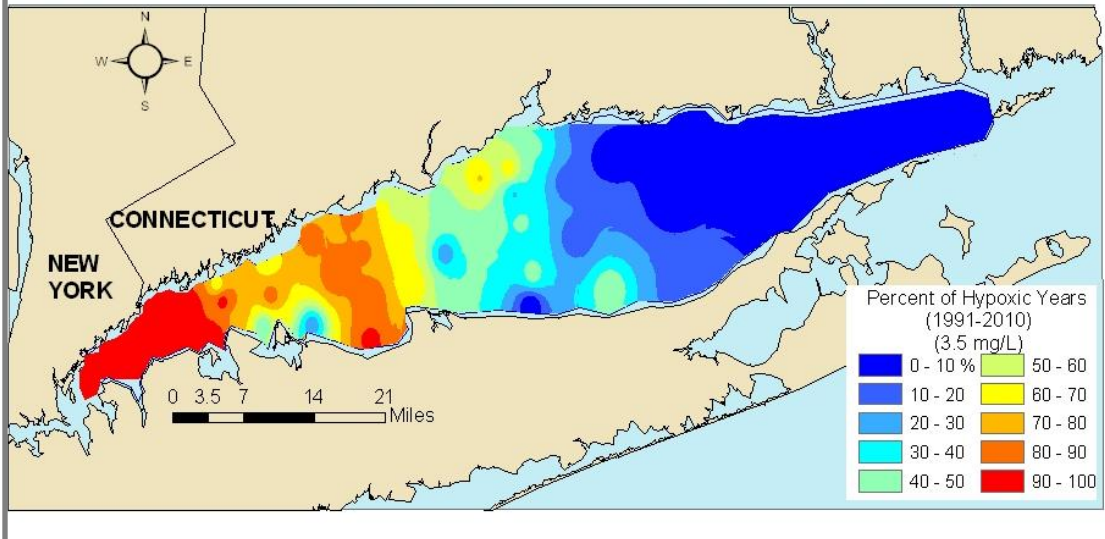 N
W E
S
CONNECTICUT
NEW
YORK
0 3.5 7 14 21
Miles
Percent of Hypoxic Years
(1991-2010)
(3.5 mg/L)
0 - 10 % 50 - 60
10 - 20 60 - 70
20 - 30 70 - 80
30 - 40 80 - 90
40 - 50 90 - 100